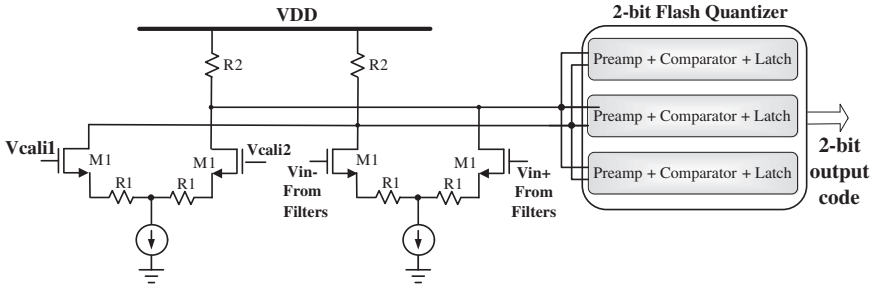 2-bit Flash Quantizer
VDD
R2
R2
Preamp + Comparator + Latch
Preamp + Comparator + Latch
Preamp + Comparator + Latch
Vcali1
M1
M1
Vcali2
M1
M1
R1
R1
Vin-
From
Filters
R1
R1
Vin+
From
Filters
2-bit
output
code